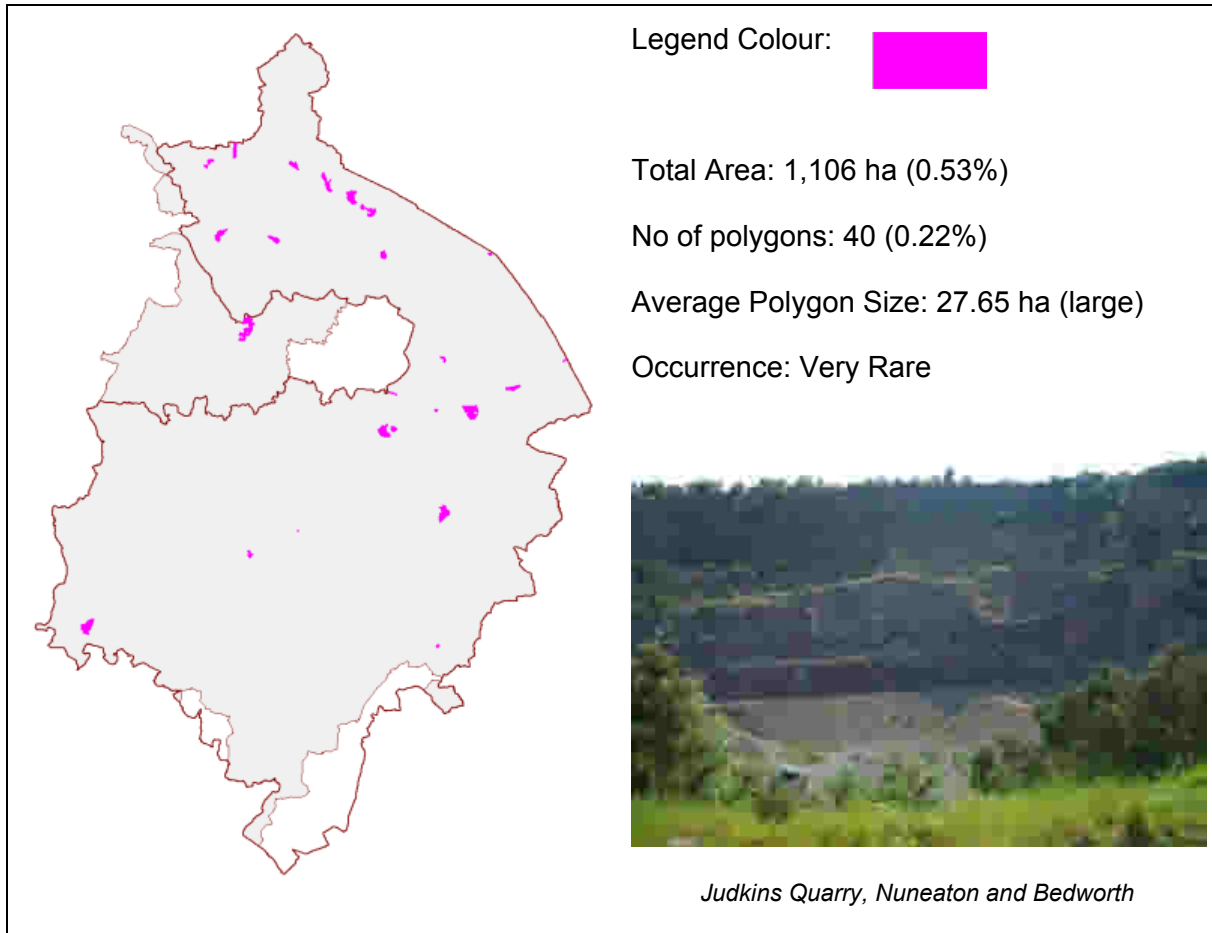 Legend Colour:
Total Area: 1,106 ha (0.53%)
No of polygons: 40 (0.22%)
Average Polygon Size: 27.65 ha (large)
Occurrence: Very Rare
Judkins Quarry, Nuneaton and Bedworth